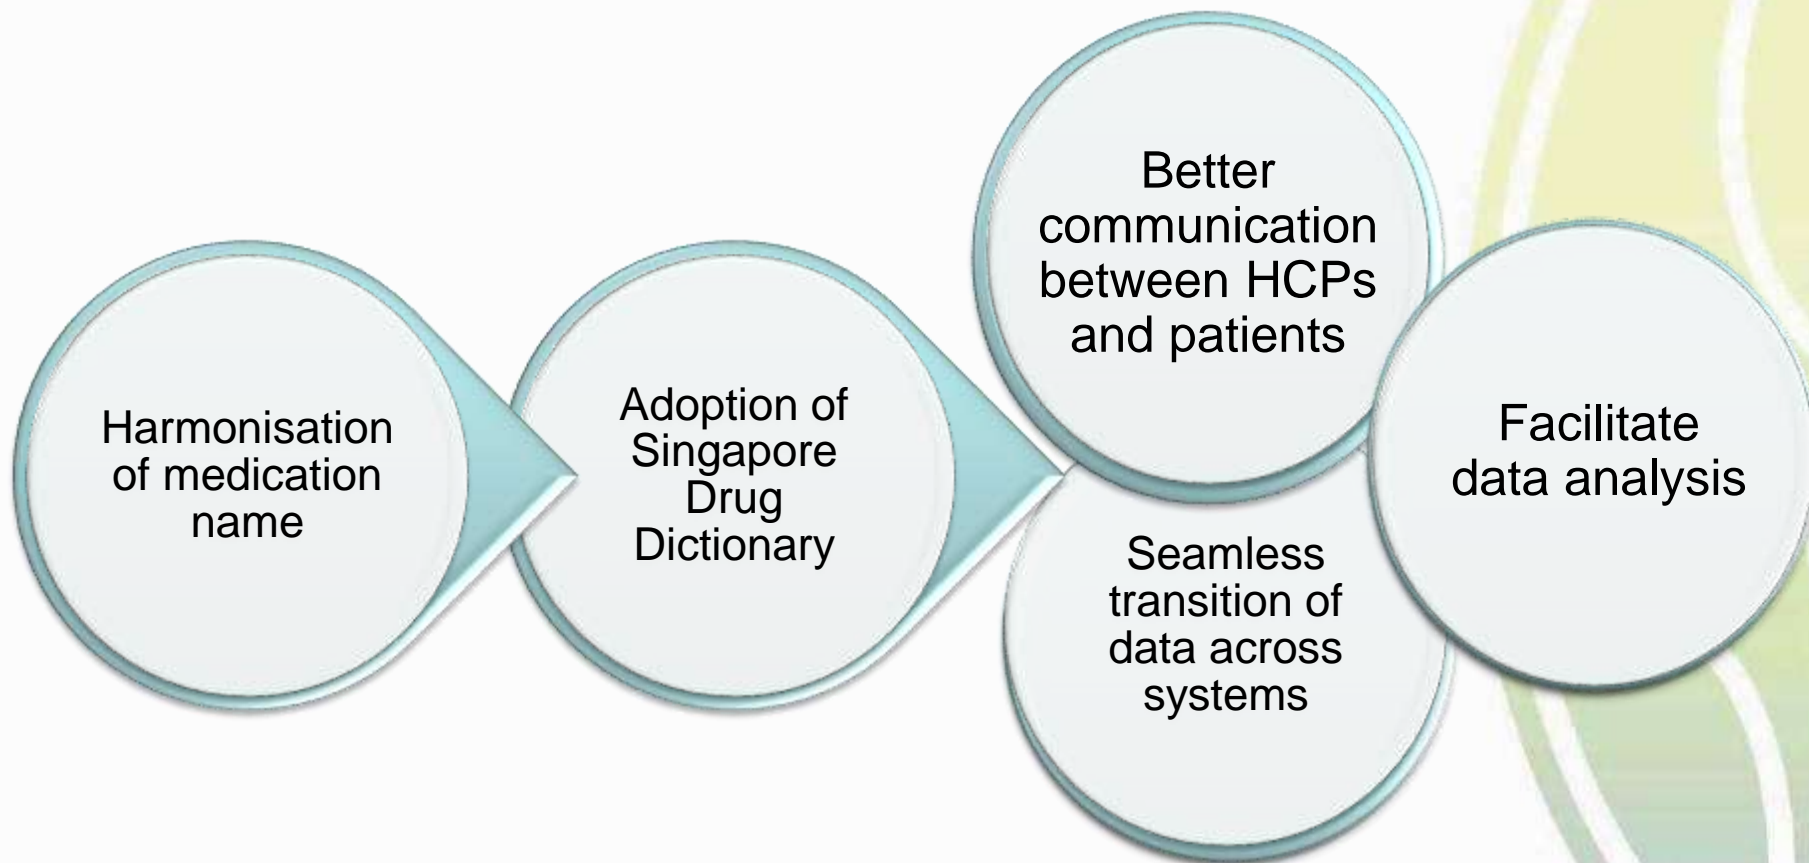 Harmonisation
of medication
name
Adoption of
Singapore
Drug
Dictionary
Better
communication
between HCPs
and patients
Seamless
transition of
data across
systems
Facilitate
data analysis